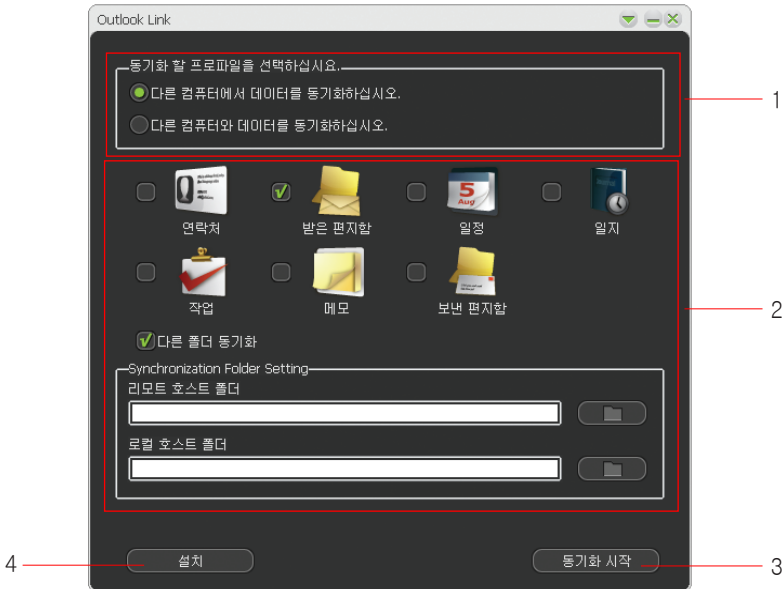 Outlook Link
동기화 할 프로파일을 선택하십시요.
다른 컴퓨터에서 데이터를 동기화하십시오.
1
다른 컴퓨터와 데이터를 동기화하십시오.
5
Aug
연락처 받은 편지함 일정 일지
작업 메모 보낸 편지함
2
다른 폴더 동기화
Synchronization Folder Setting
리모트 호스트 폴더
로컬 호스트 폴더
4 설치 동기화 시작 3